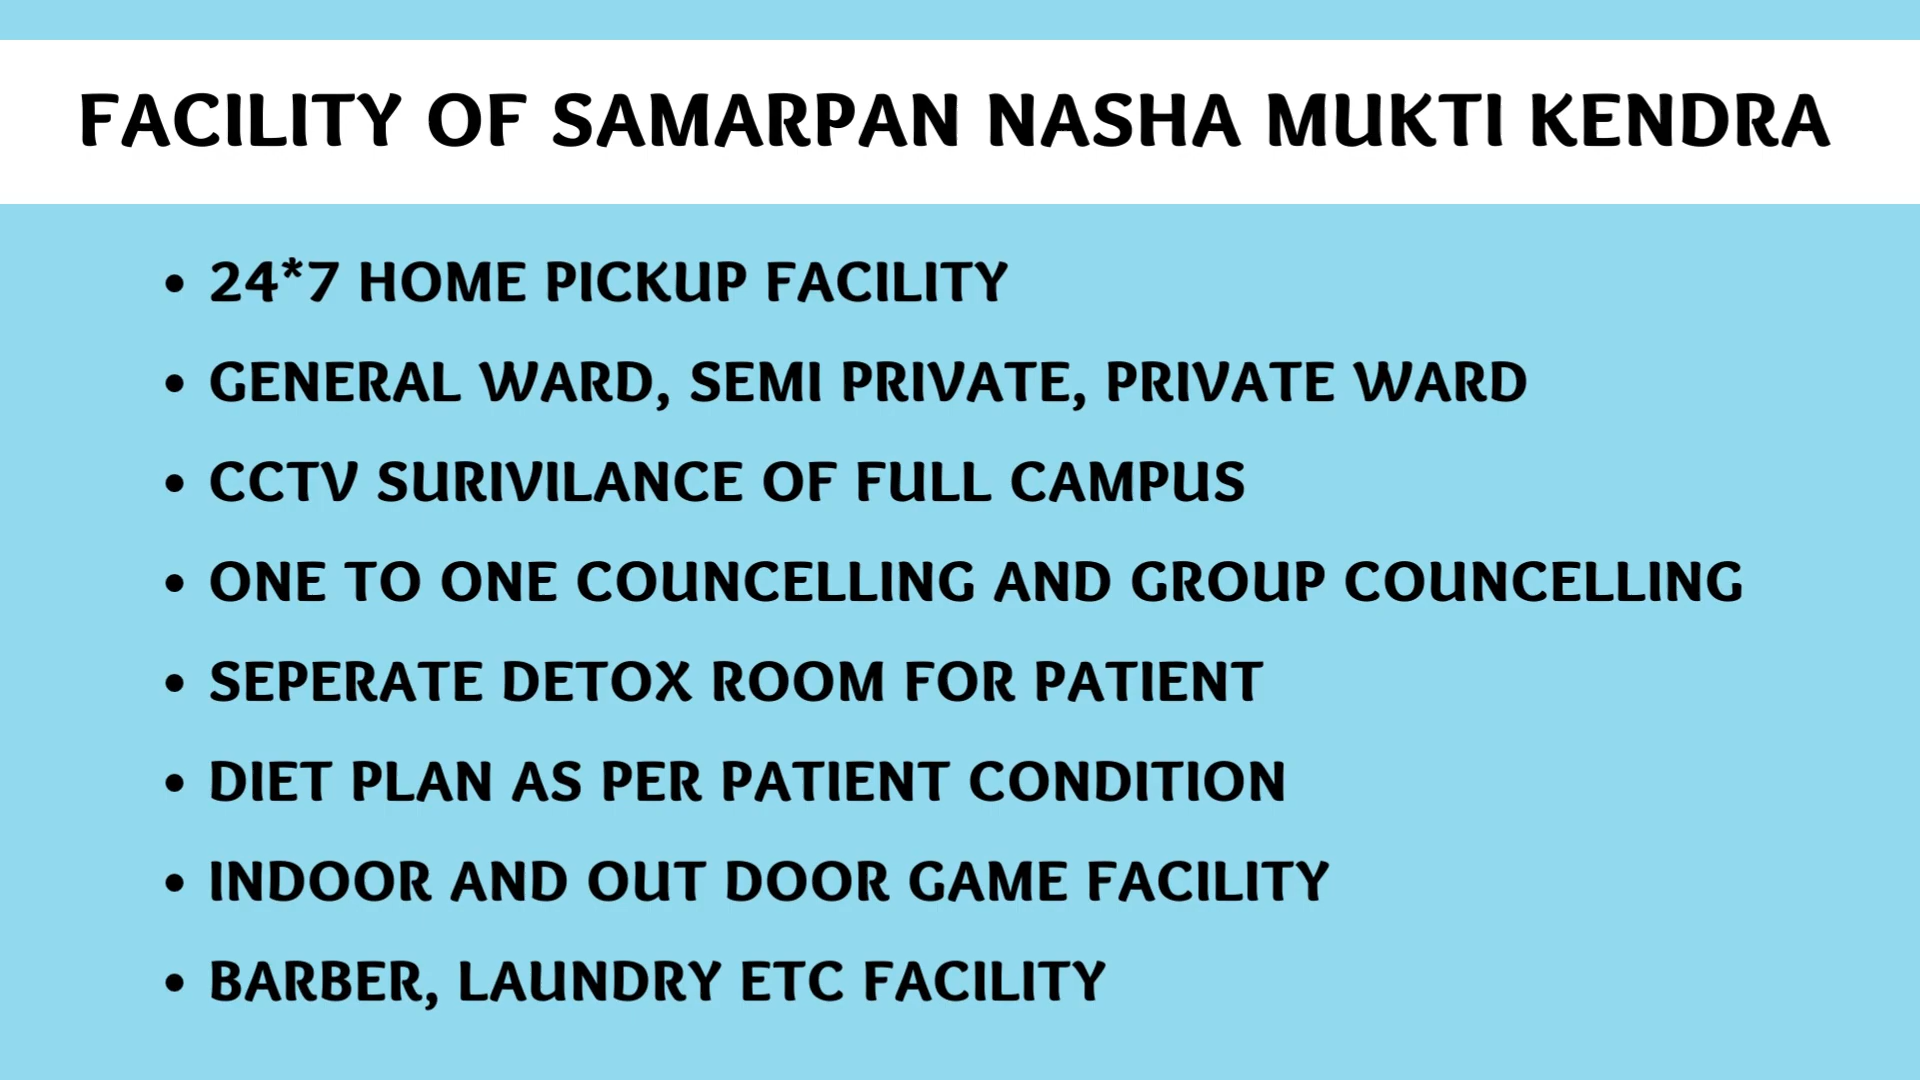 FACILITY OF SAMARPAN NASHA MUKTI KENDRA
• 24*7 HOME PICKUP FACILITY
• GENERAL WARD, SEMI PRIVATE, PRIVATE WARD
• CCTV SURIVILANCE OF FULL CAMPUS
• ONE TO ONE COUNCELLING AND GROUP COUNCELLING
• SEPERATE DETOX ROOM FOR PATIENT
• DIET PLAN AS PER PATIENT CONDITION
• INDOOR AND OUT DOOR GAME FACILITY
• BARBER, LAUNDRY ETC FACILITY